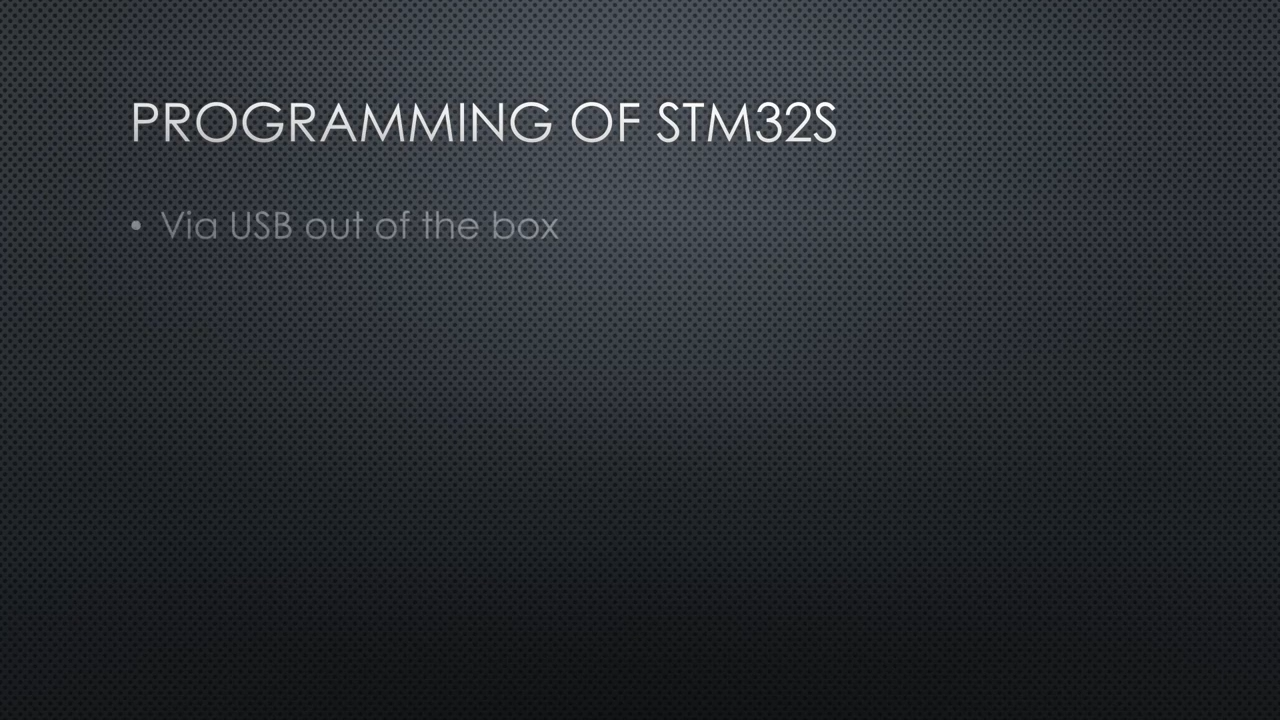 PROGRAMMING OF STM32S
• Via USB out of the box